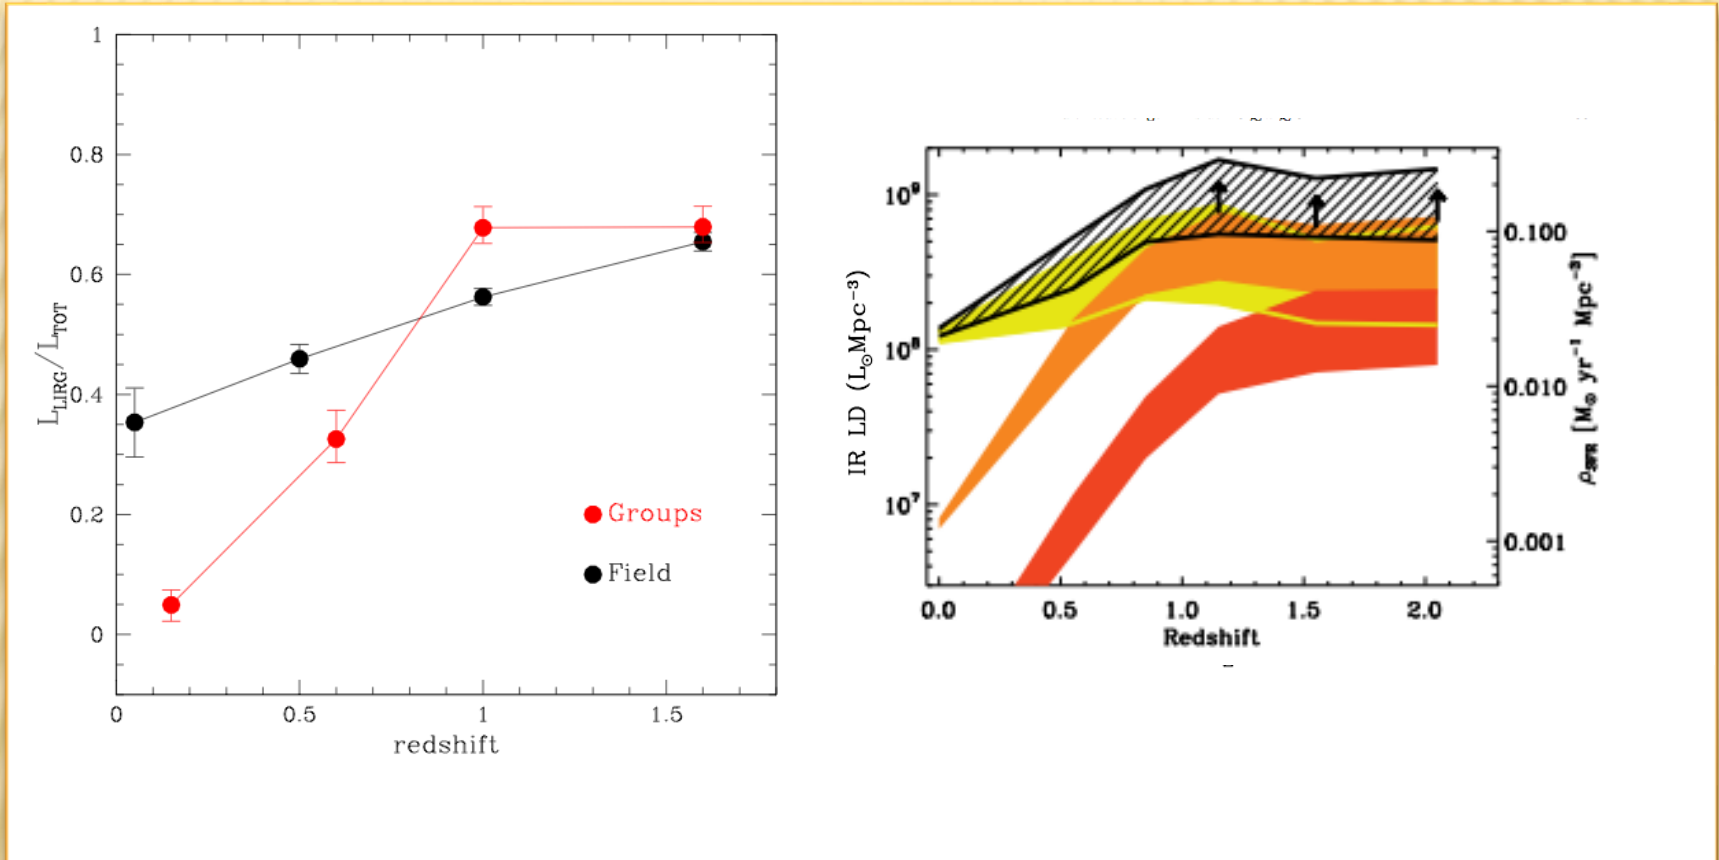 1
0.8
0.6
0.4
0.2
0
L_LIRG/L_TOT
0 0.5 1 1.5
redshift
Groups
Field
10⁹
10⁸
10⁷
IR LD (L⊙Mpc⁻³)
0.100
0.010
0.001
ρSFR [M⊙ yr⁻¹ Mpc⁻³]
0.0 0.5 1.0 1.5 2.0
Redshift